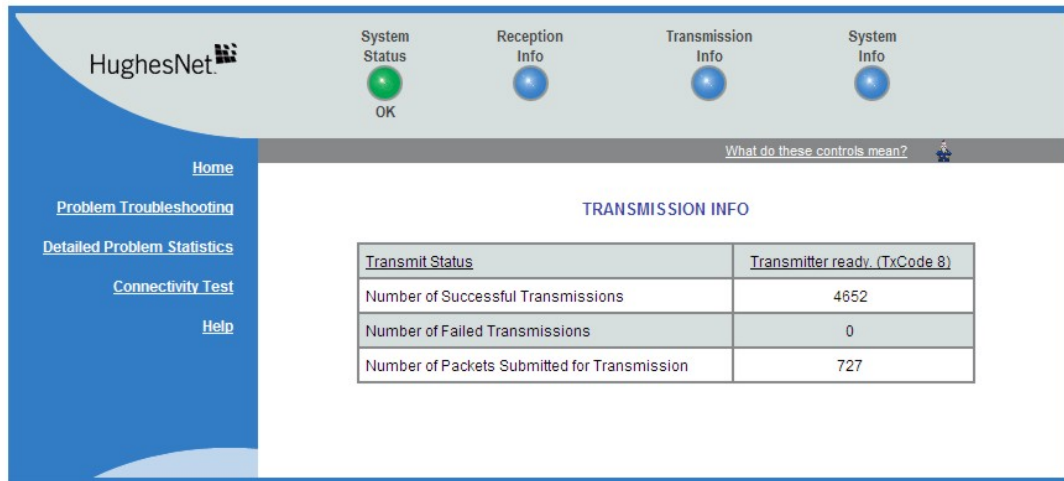 HughesNet.
System Status
OK
Reception Info
Transmission Info
System Info
What do these controls mean?
Home
Problem Troubleshooting
Detailed Problem Statistics
Connectivity Test
Help
TRANSMISSION INFO
Transmit Status Transmitter ready. (TxCode 8)
Number of Successful Transmissions 4652
Number of Failed Transmissions 0
Number of Packets Submitted for Transmission 727